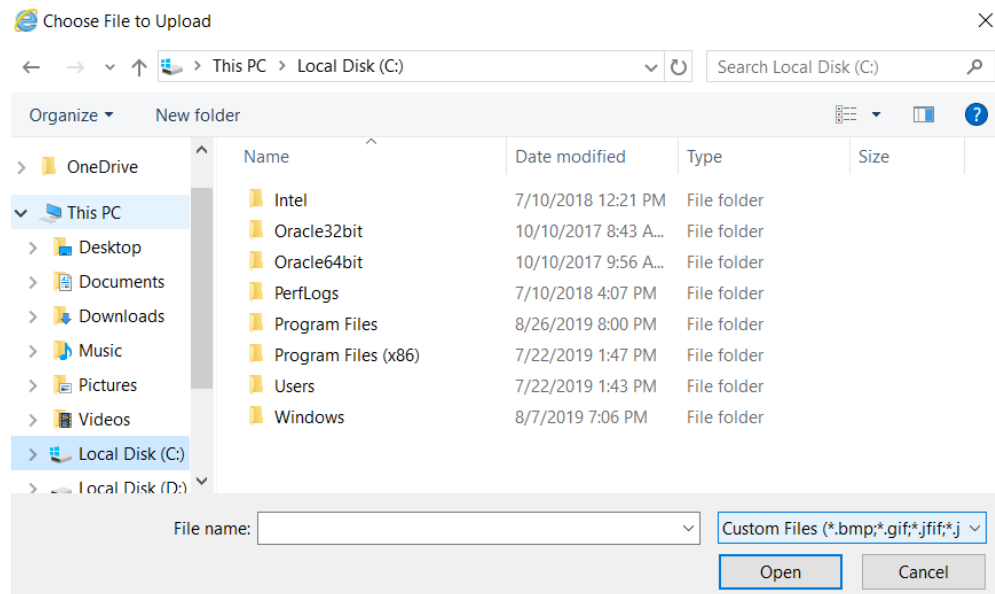 Choose File to Upload
This PC > Local Disk (C:)
Search Local Disk (C:)
Organize
New folder
?
Name Date modified Type Size
OneDrive
This PC
Desktop
Documents
Downloads
Music
Pictures
Videos
Local Disk (C:)
Local Disk (D:)
Intel 7/10/2018 12:21 PM File folder
Oracle32bit 10/10/2017 8:43 A... File folder
Oracle64bit 10/10/2017 9:56 A... File folder
PerfLogs 7/10/2018 4:07 PM File folder
Program Files 8/26/2019 8:00 PM File folder
Program Files (x86) 7/22/2019 1:47 PM File folder
Users 7/22/2019 1:43 PM File folder
Windows 8/7/2019 7:06 PM File folder
File name:
Custom Files (*.bmp;*.gif;*.jfif;*.j
Open
Cancel